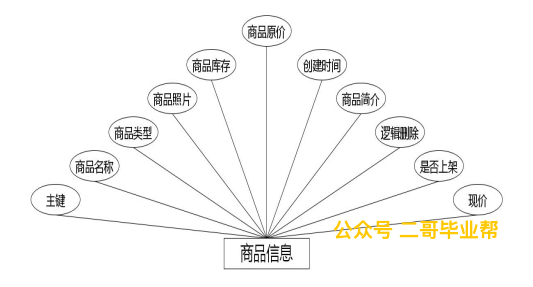 商品原价
商品库存
创建时间
商品照片
商品简介
商品类型
逻辑删除
商品名称
是否上架
主键
现价
公众号 二哥毕业帮
商品信息